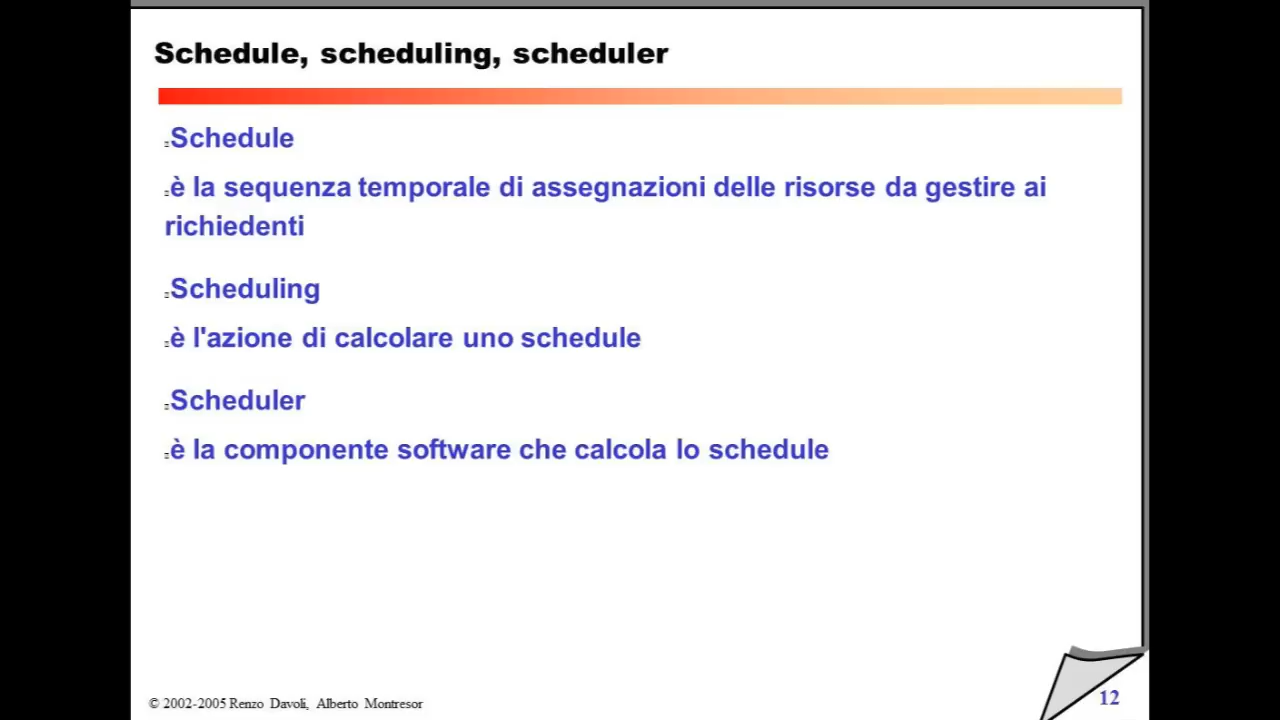 Schedule, scheduling, scheduler
Schedule
è la sequenza temporale di assegnazioni delle risorse da gestire ai
richiedenti
Scheduling
è l'azione di calcolare uno schedule
Scheduler
è la componente software che calcola lo schedule
© 2002-2005 Renzo Davoli, Alberto Montresor
12